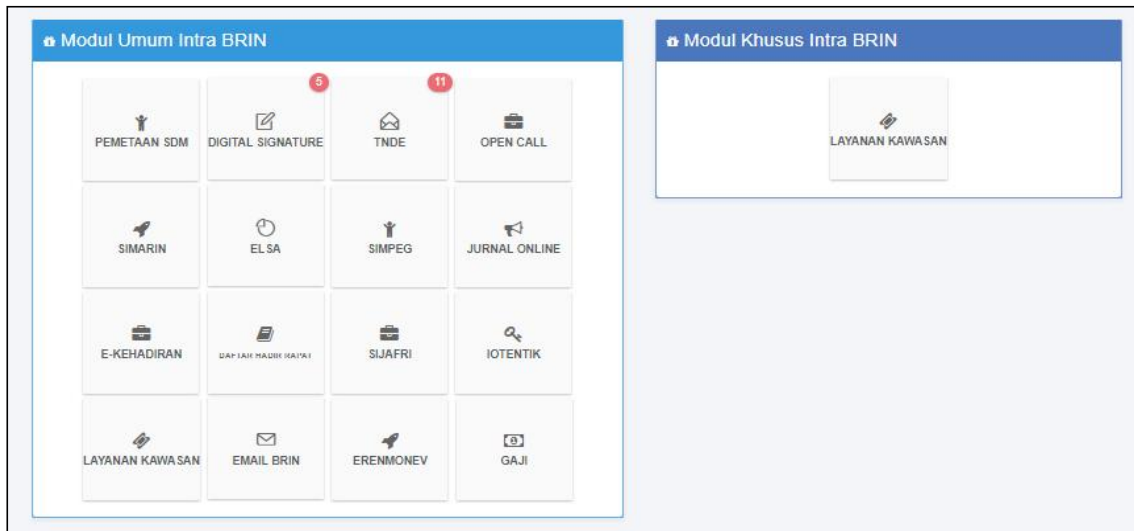 Modul Umum Intra BRIN
5
11
PEMETAAN SDM
DIGITAL SIGNATURE
TNDE
OPEN CALL
SIMARIN
ELSA
SIMPEG
JURNAL ONLINE
E-KEHADIRAN
DAFTAR HADIR RAPAT
SIJAFRI
IOTENTIK
LAYANAN KAWASAN
EMAIL BRIN
ERENMONEV
GAJI
Modul Khusus Intra BRIN
LAYANAN KAWASAN